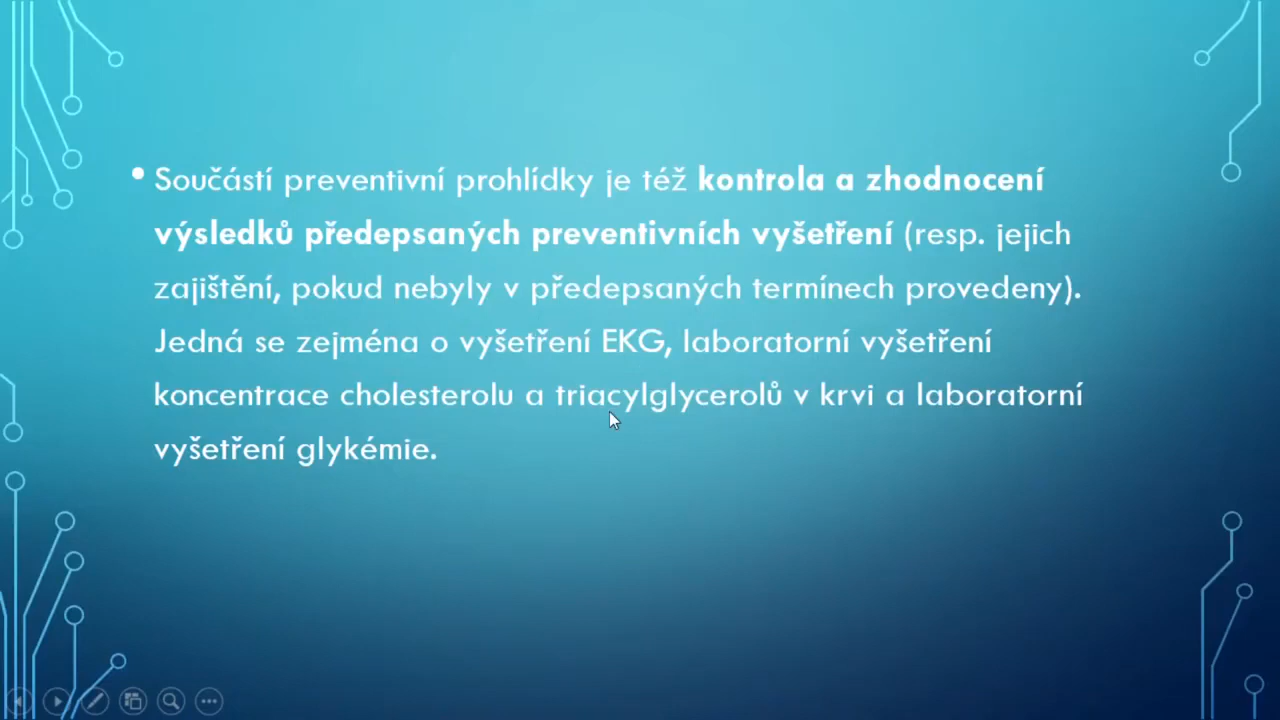 • Součástí preventivní prohlídky je též kontrola a zhodnocení
výsledků předepsaných preventivních vyšetření (resp. jejich
zajištění, pokud nebyly v předepsaných termínech provedeny).
Jedná se zejména o vyšetření EKG, laboratorní vyšetření
koncentrace cholesterolu a triacylglycerolů v krvi a laboratorní
vyšetření glykémie.